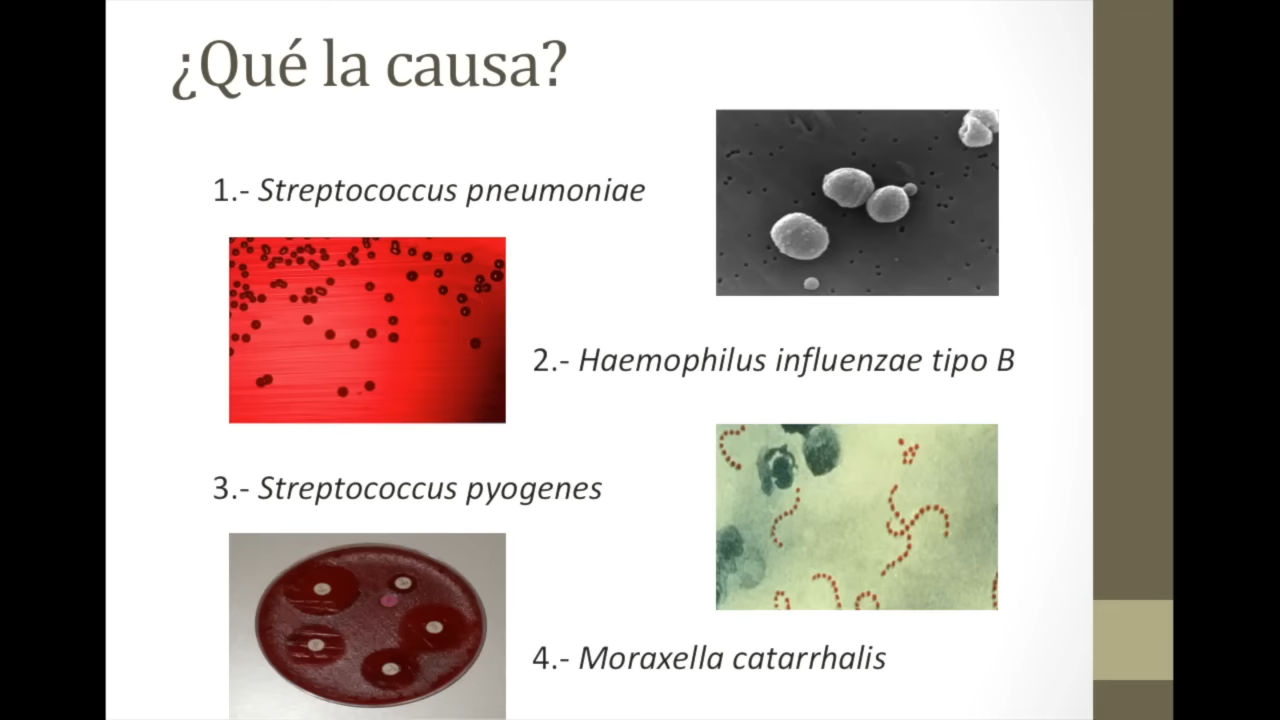 ¿Qué la causa?
1.- Streptococcus pneumoniae
2.- Haemophilus influenzae tipo B
3.- Streptococcus pyogenes
4.- Moraxella catarrhalis